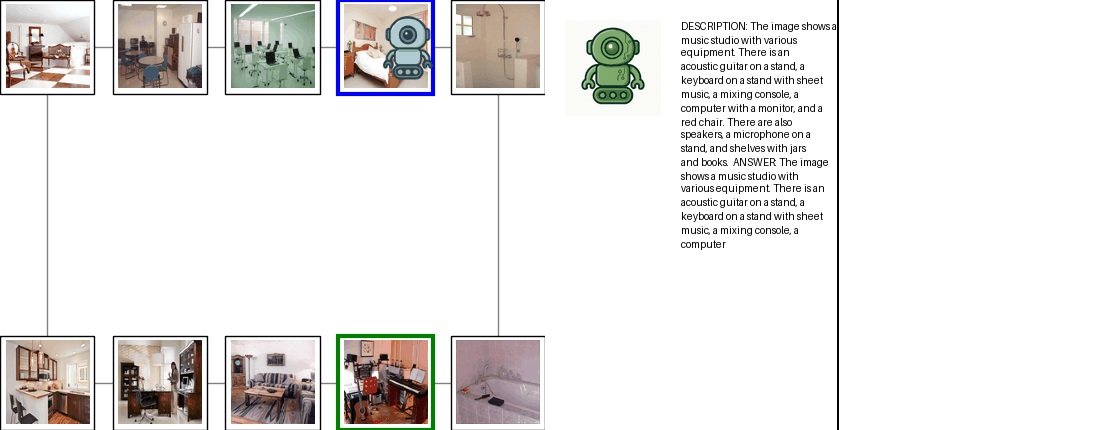 DESCRIPTION: The image shows a
music studio with various
equipment. There is an
acoustic guitar on a stand, a
keyboard on a stand with sheet
music, a mixing console, a
computer with a monitor, and a
red chair. There are also
speakers, a microphone on a
stand, and shelves with jars
and books. ANSWER: The image
shows a music studio with
various equipment. There is an
acoustic guitar on a stand, a
keyboard on a stand with sheet
music, a mixing console, a
computer